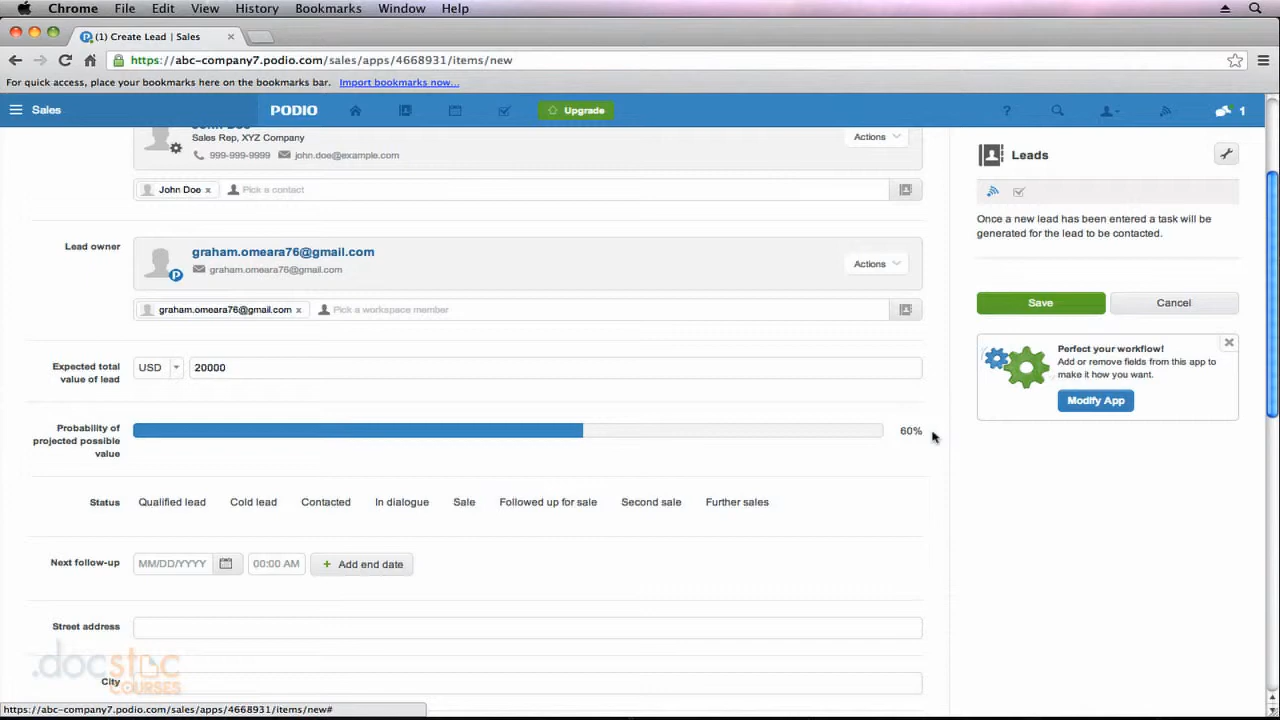 Chrome File Edit View History Bookmarks Window Help
(1) Create Lead | Sales
https://abc-company7.podio.com/sales/apps/4668931/items/new
For quick access, place your bookmarks here on the bookmarks bar. Import bookmarks now...
Sales PODIO Upgrade ? 1
John Doe
Sales Rep, XYZ Company
Actions
999-999-9999 john.doe@example.com
John Doe x Pick a contact
Leads
Once a new lead has been entered a task will be
generated for the lead to be contacted.
Save Cancel
Perfect your workflow!
Add or remove fields from this app to
make it how you want.
Modify App
Lead owner
graham.omeara76@gmail.com
graham.omeara76@gmail.com
Actions
graham.omeara76@gmail.com x Pick a workspace member
Expected total
value of lead
USD 20000
Probability of
projected possible
value
60%
Status Qualified lead Cold lead Contacted In dialogue Sale Followed up for sale Second sale Further sales
Next follow-up MM/DD/YYYY 00:00 AM + Add end date
Street address
City
.docstoc
COURSES
https://abc-company7.podio.com/sales/apps/4668931/items/new#